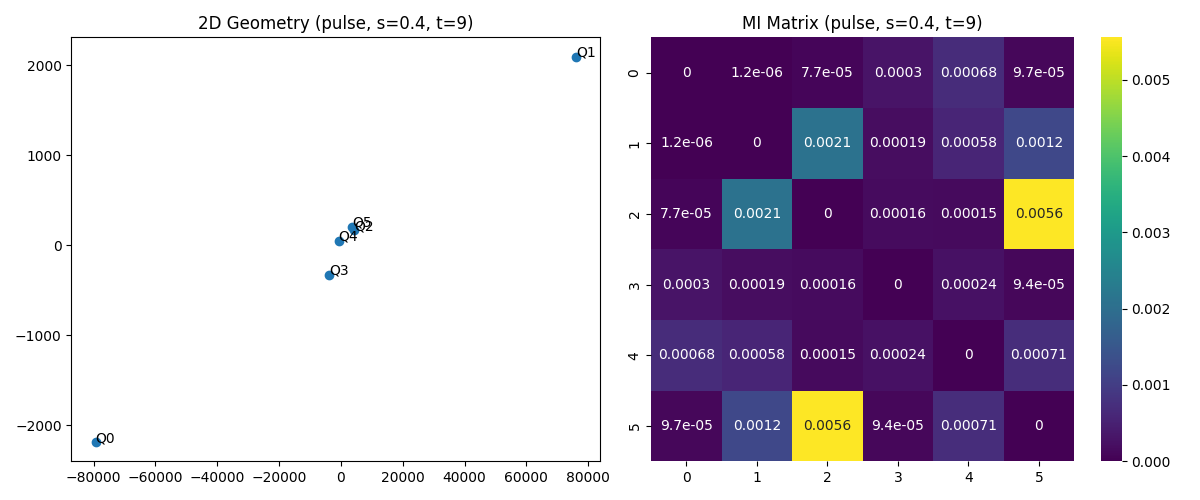 2D Geometry (pulse, s=0.4, t=9)
2000
1000
0
−1000
−2000
Q1
Q5
Q2
Q4
Q3
Q0
−80000 −60000 −40000 −20000 0 20000 40000 60000 80000
MI Matrix (pulse, s=0.4, t=9)
0 0 1.2e-06 7.7e-05 0.0003 0.00068 9.7e-05
1 1.2e-06 0 0.0021 0.00019 0.00058 0.0012
2 7.7e-05 0.0021 0 0.00016 0.00015 0.0056
3 0.0003 0.00019 0.00016 0 0.00024 9.4e-05
4 0.00068 0.00058 0.00015 0.00024 0 0.00071
5 9.7e-05 0.0012 0.0056 9.4e-05 0.00071 0
0 1 2 3 4 5
0.005
0.004
0.003
0.002
0.001
0.000